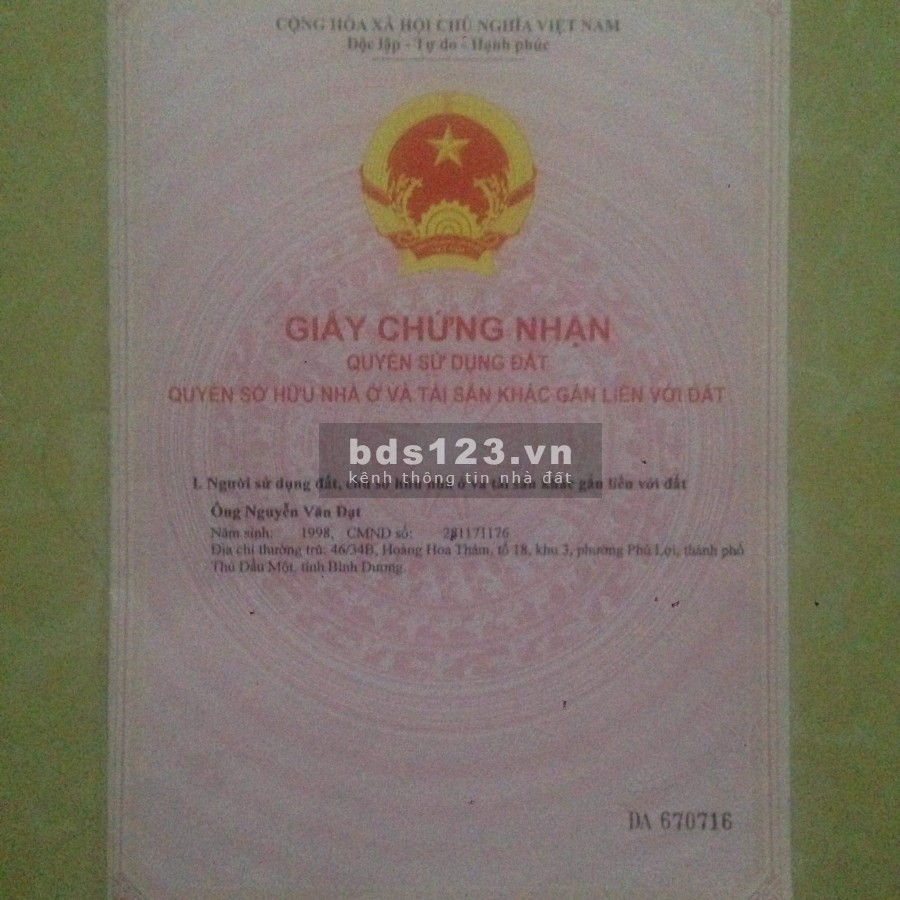 CỘNG HÒA XÃ HỘI CHỦ NGHĨA VIỆT NAM
Độc lập - Tự do - Hạnh phúc
GIẤY CHỨNG NHẬN
QUYỀN SỬ DỤNG ĐẤT
QUYỀN SỞ HỮU NHÀ Ở VÀ TÀI SẢN KHÁC GẮN LIỀN VỚI ĐẤT
bds123.vn
kênh thông tin nhà đất
I. Người sử dụng đất, chủ sở hữu nhà ở và tài sản khác gắn liền với đất
Ông Nguyễn Văn Đạt
Năm sinh: 1998, CMND số: 281171176
Địa chỉ thường trú: 46/34B, Hoàng Hoa Thám, tổ 18, khu 3, phường Phú Lợi, thành phố
Thủ Dầu Một, tỉnh Bình Dương.
DA 670716